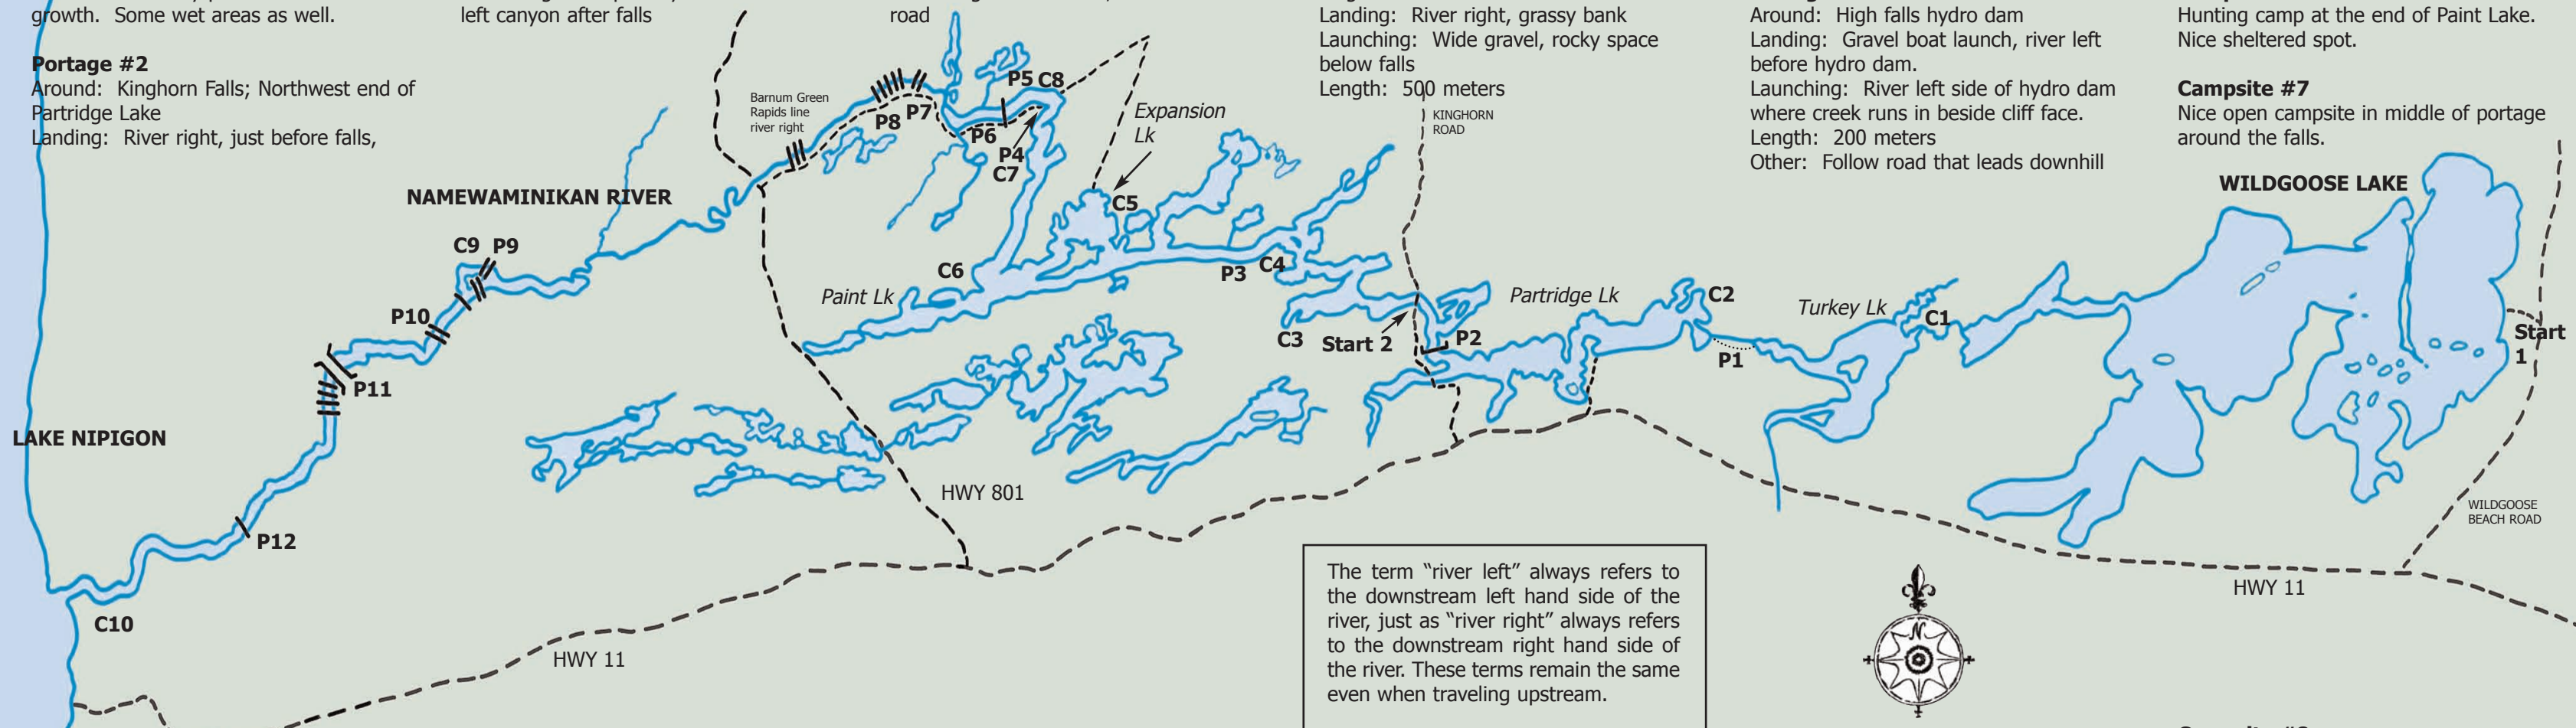 growth. Some wet areas as well.
Portage #2
Around: Kinghorn Falls; Northwest end of
Partridge Lake
Landing: River right, just before falls,
left canyon after falls
road
Landing: River right, grassy bank
Launching: Wide gravel, rocky space
below falls
Length: 500 meters
Around: High falls hydro dam
Landing: Gravel boat launch, river left
before hydro dam.
Launching: River left side of hydro dam
where creek runs in beside cliff face.
Length: 200 meters
Other: Follow road that leads downhill
Hunting camp at the end of Paint Lake.
Nice sheltered spot.
Campsite #7
Nice open campsite in middle of portage
around the falls.
Barnum Green
Rapids line
river right
P8
P7
P6
P5 C8
P4
C7
Expansion
Lk
KINGHORN
ROAD
NAMEWAMINIKAN RIVER
WILDGOOSE LAKE
C5
C9 P9
C6
P3
C4
Paint Lk
Partridge Lk
C2
Turkey Lk
C1
P10
C3
Start 2
P2
P1
Start
1
P11
LAKE NIPIGON
HWY 801
WILDGOOSE
BEACH ROAD
P12
HWY 11
C10
HWY 11
The term “river left” always refers to
the downstream left hand side of the
river, just as “river right” always refers
to the downstream right hand side of
the river. These terms remain the same
even when traveling upstream.
N